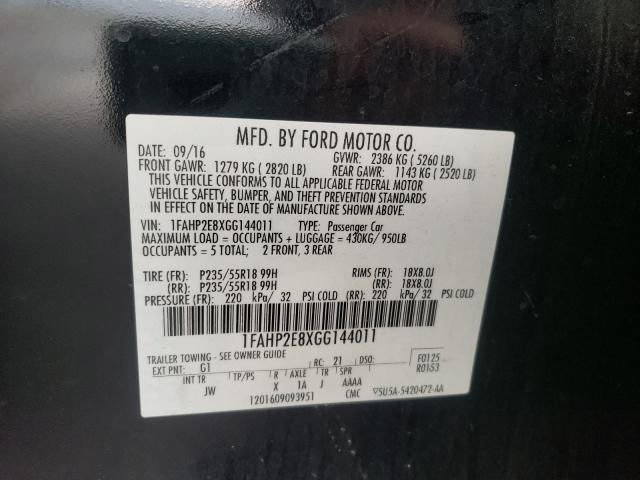 MFD. BY FORD MOTOR CO.
DATE: 09/16 GVWR: 2386 KG (5260 LB)
FRONT GAWR: 1279 KG (2820 LB) REAR GAWR: 1143 KG (2520 LB)
THIS VEHICLE CONFORMS TO ALL APPLICABLE FEDERAL MOTOR
VEHICLE SAFETY, BUMPER, AND THEFT PREVENTION STANDARDS
IN EFFECT ON THE DATE OF MANUFACTURE SHOWN ABOVE.
VIN: 1FAHP2E8XGG144011 TYPE: Passenger Car
MAXIMUM LOAD = OCCUPANTS + LUGGAGE = 430KG/ 950LB
OCCUPANTS = 5 TOTAL; 2 FRONT, 3 REAR
TIRE (FR): P235/55R18 99H RIMS (FR): 18X8.0J
(RR): P235/55R18 99H (RR): 18X8.0J
PRESSURE (FR): 220 kPa/ 32 PSI COLD (RR): 220 kPa/ 32 PSI COLD
1FAHP2E8XGG144011
TRAILER TOWING - SEE OWNER GUIDE
EXT PNT: G1 RC: 21 DSO: F0125
INT TR TP/PS R AXLE TR SPR R0153
JW X 1A J AAAA
1201609093951 CMC 5U5A-5420472-AA